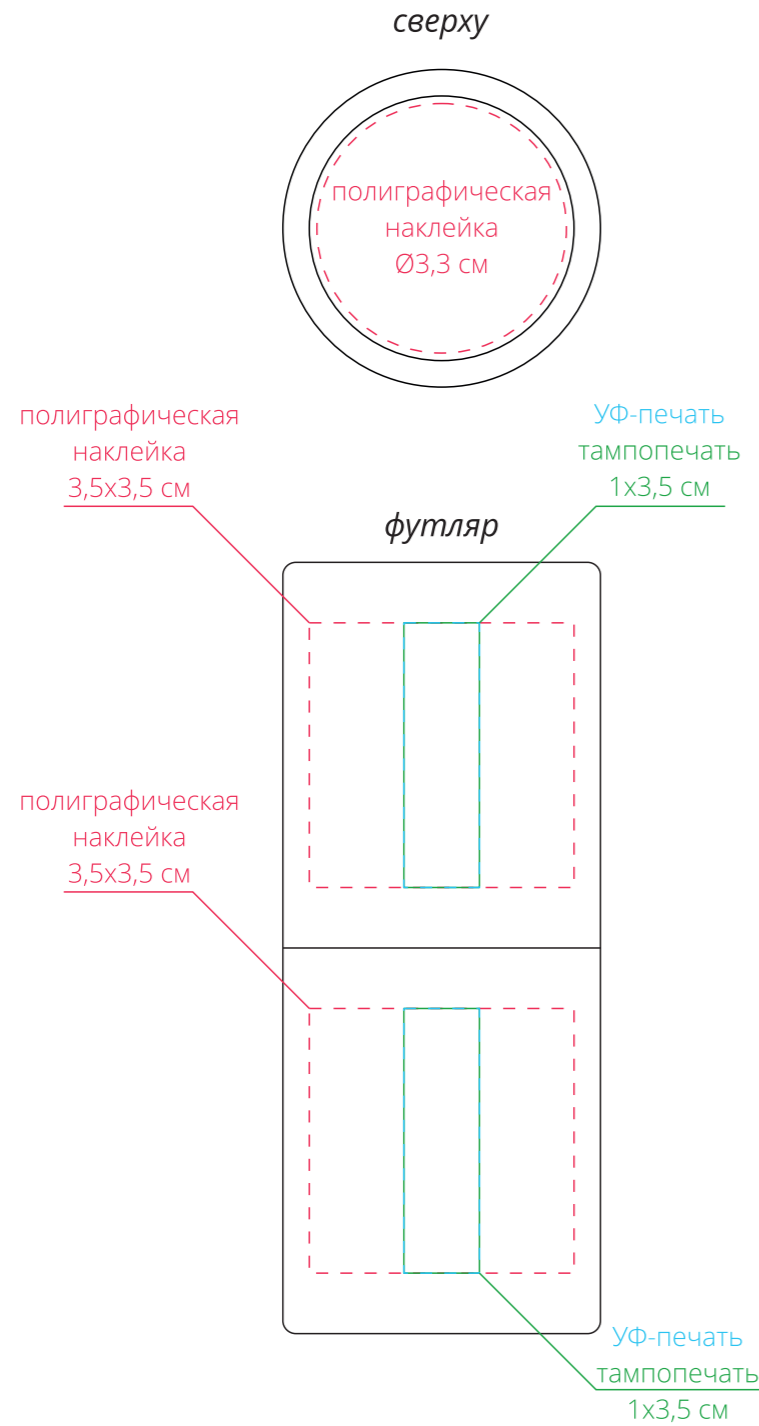 сверху
полиграфическая
наклейка
Ø3,3 см
полиграфическая
наклейка
3,5х3,5 см
УФ-печать
тампопечать
1х3,5 см
футляр
полиграфическая
наклейка
3,5х3,5 см
УФ-печать
тампопечать
1х3,5 см